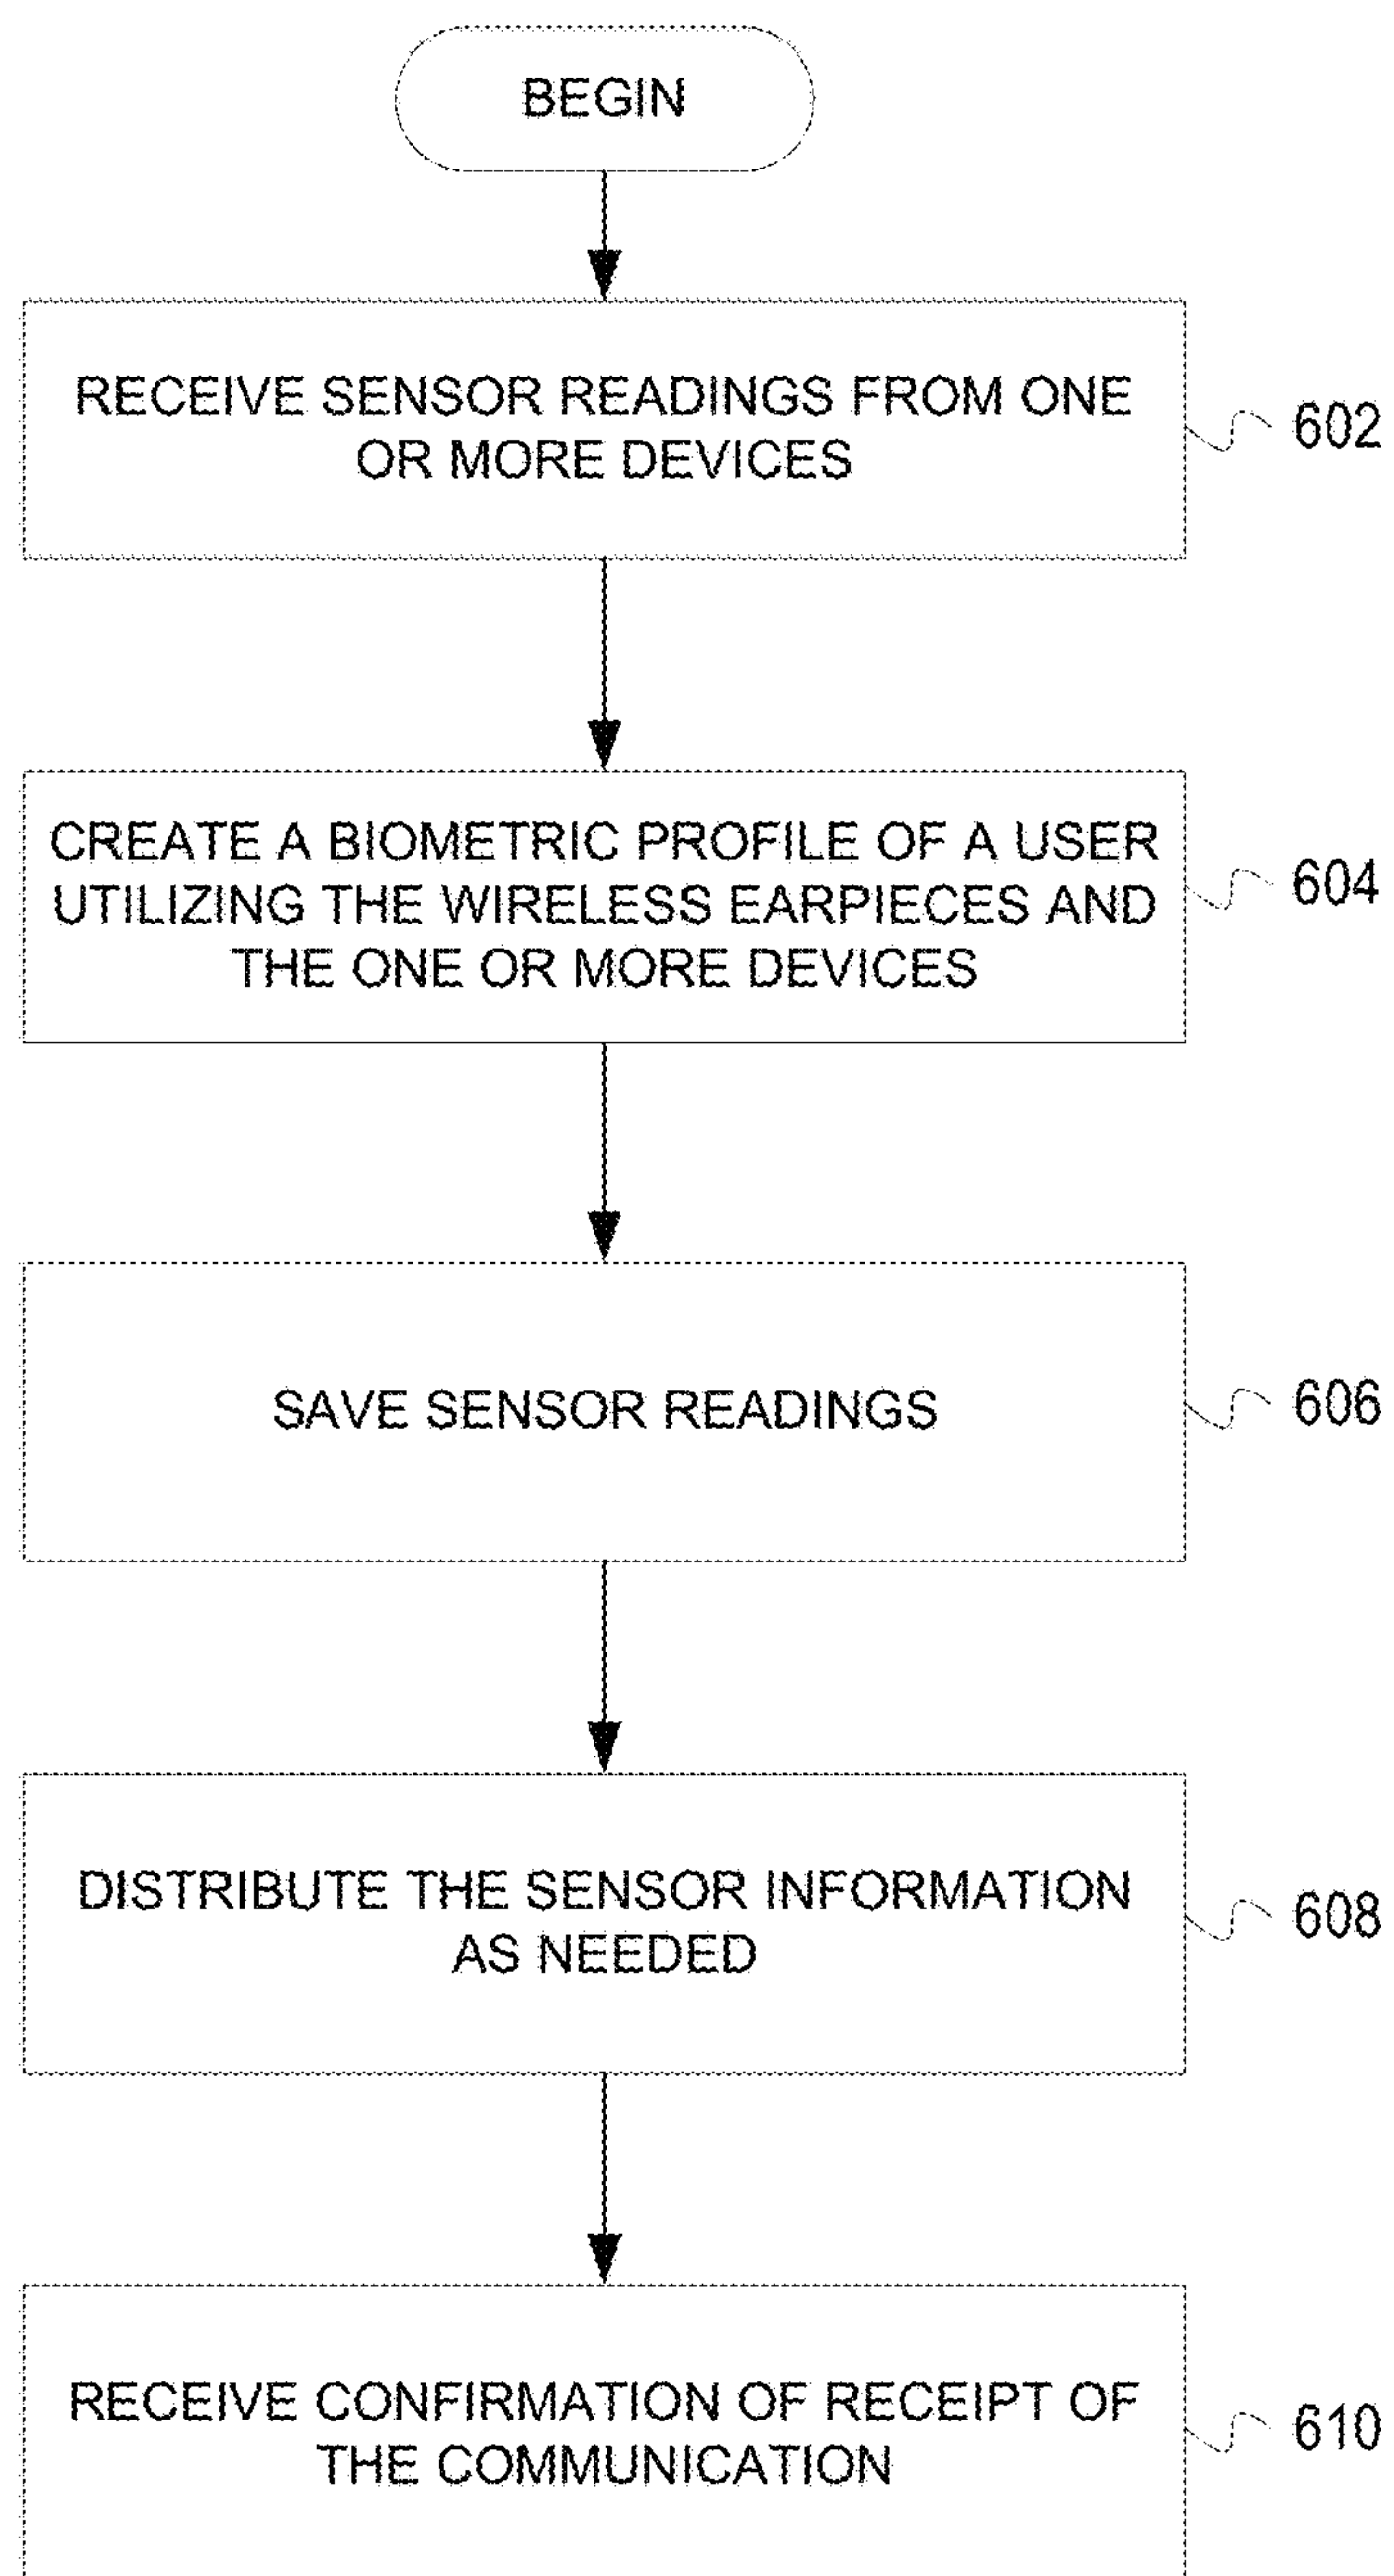 BEGIN
RECEIVE SENSOR READINGS FROM ONE
OR MORE DEVICES
602
CREATE A BIOMETRIC PROFILE OF A USER
UTILIZING THE WIRELESS EARPIECES AND
THE ONE OR MORE DEVICES
604
SAVE SENSOR READINGS
606
DISTRIBUTE THE SENSOR INFORMATION
AS NEEDED
608
RECEIVE CONFIRMATION OF RECEIPT OF
THE COMMUNICATION
610